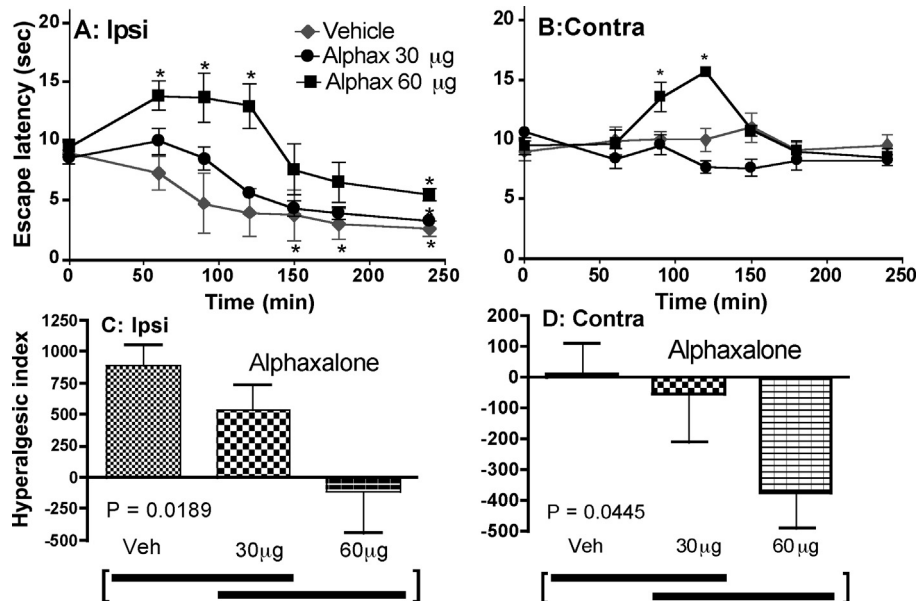 A: Ipsi
Vehicle
Alphax 30 μg
Alphax 60 μg
Escape latency (sec)
20
15
10
5
0
* * *
* * * * *
0 50 100 150 200 250
Time (min)
B:Contra
20
15
10
5
0
* *
0 50 100 150 200 250
Time (min)
C: Ipsi
Alphaxalone
Hyperalgesic index
1250
1000
750
500
250
0
-250
-500
P = 0.0189
Veh 30μg 60μg
D: Contra
Alphaxalone
200
100
0
-100
-200
-300
-400
-500
P = 0.0445
Veh 30μg 60μg